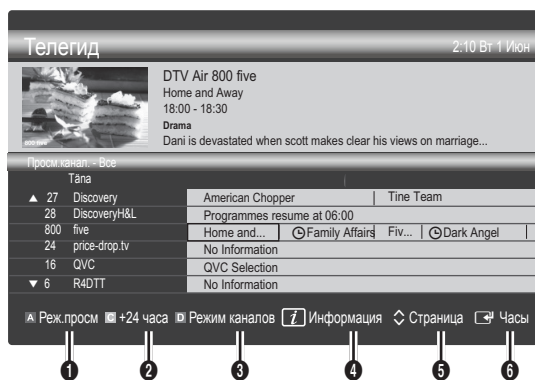 Телегид 2:10 Вт 1 Июн
DTV Air 800 five
Home and Away
18:00 - 18:30
Drama
Dani is devastated when scott makes clear his views on marriage...
800 five
Просм.канал. - Все
Täna
▲ 27 Discovery American Chopper Tine Team
28 DiscoveryH&L Programmes resume at 06:00
800 five Home and... Family Affairs Fiv... Dark Angel
24 price-drop.tv No Information
16 QVC QVC Selection
▼ 6 R4DTT No Information
A Реж.просм C +24 часа D Режим каналов i Информация Страница Часы
1 2 3 4 5 6